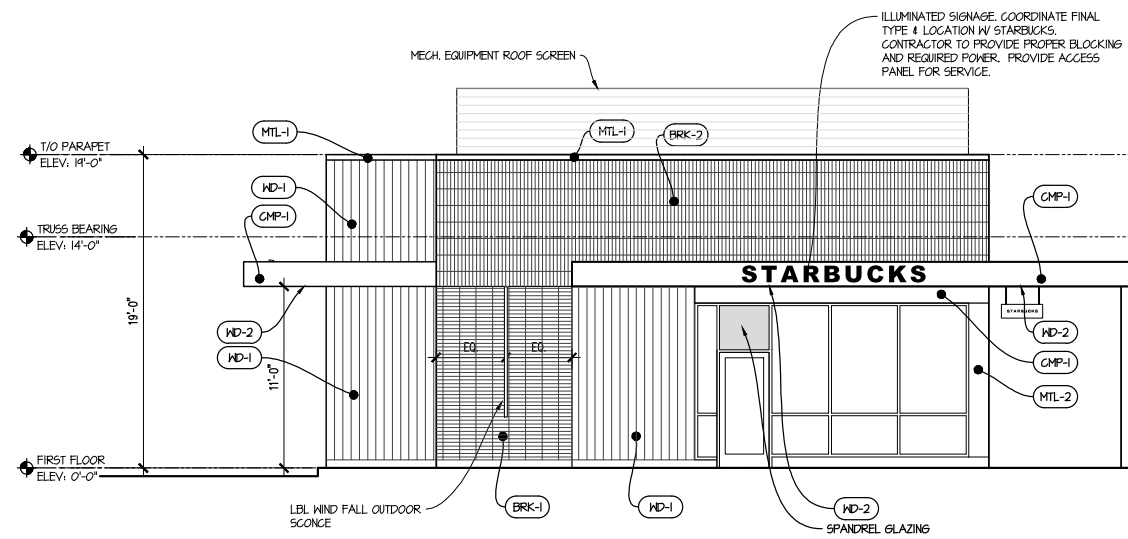 ILLUMINATED SIGNAGE. COORDINATE FINAL
TYPE & LOCATION W/ STARBUCKS.
CONTRACTOR TO PROVIDE PROPER BLOCKING
AND REQUIRED POWER. PROVIDE ACCESS
PANEL FOR SERVICE.
MECH. EQUIPMENT ROOF SCREEN
MTL-1
MTL-1
BRK-2
T/O PARAPET
ELEV: 19'-0"
WD-1
CMP-1
CMP-1
TRUSS BEARING
ELEV: 14'-0"
STARBUCKS
STARBUCKS
19'-0"
WD-2
WD-2
WD-1
EQ.
EQ.
CMP-1
11'-0"
MTL-2
FIRST FLOOR
ELEV: 0'-0"
LBL WIND FALL OUTDOOR
SCONCE
BRK-1
WD-1
WD-2
SPANDREL GLAZING